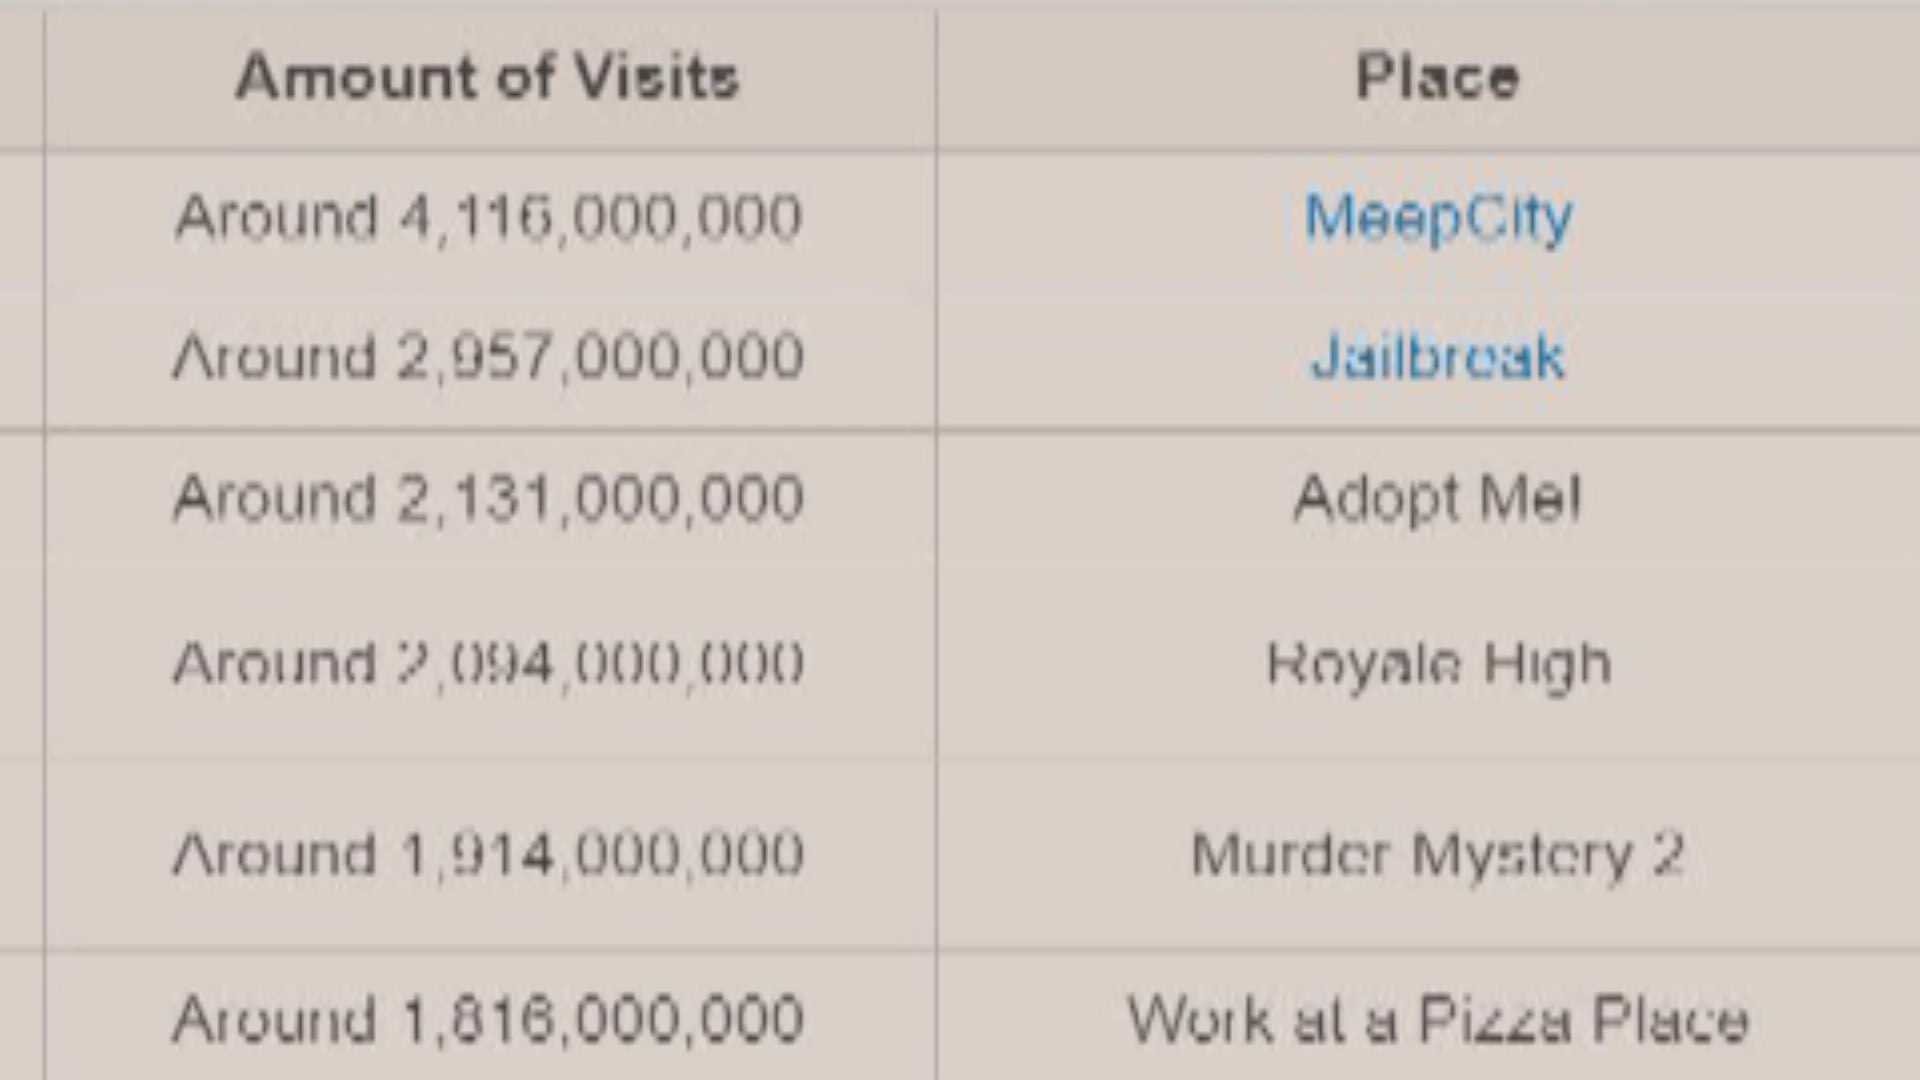 Amount of Visits Place
Around 4,116,000,000 MeepCity
Around 2,957,000,000 Jailbreak
Around 2,131,000,000 Adopt Me!
Around 2,094,000,000 Royale High
Around 1,914,000,000 Murder Mystery 2
Around 1,816,000,000 Work at a Pizza Place